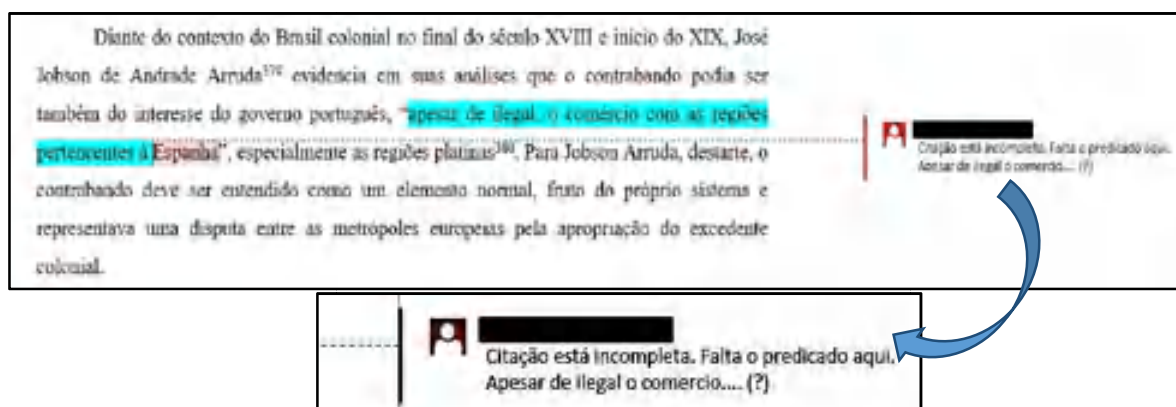 Diante do contexto do Brasil colonial no final do século XVIII e início do XIX, José
Jobson de Andrade Arruda evidencia em suas análises que o contrabando podia ser
também do interesse do governo português, "apesar de ilegal, o comércio com as regiões
pertencentes à Espanha", especialmente as regiões platinas. Para Jobson Arruda, destarte, o
contrabando deve ser entendido como um elemento normal, fruto do próprio sistema e
representava uma disputa entre as metrópoles europeias pela apropriação do excedente
colonial.
Citação está incompleta. Falta o predicado aqui.
Apesar de ilegal o comercio.... (?)
Citação está incompleta. Falta o predicado aqui.
Apesar de ilegal o comercio.... (?)